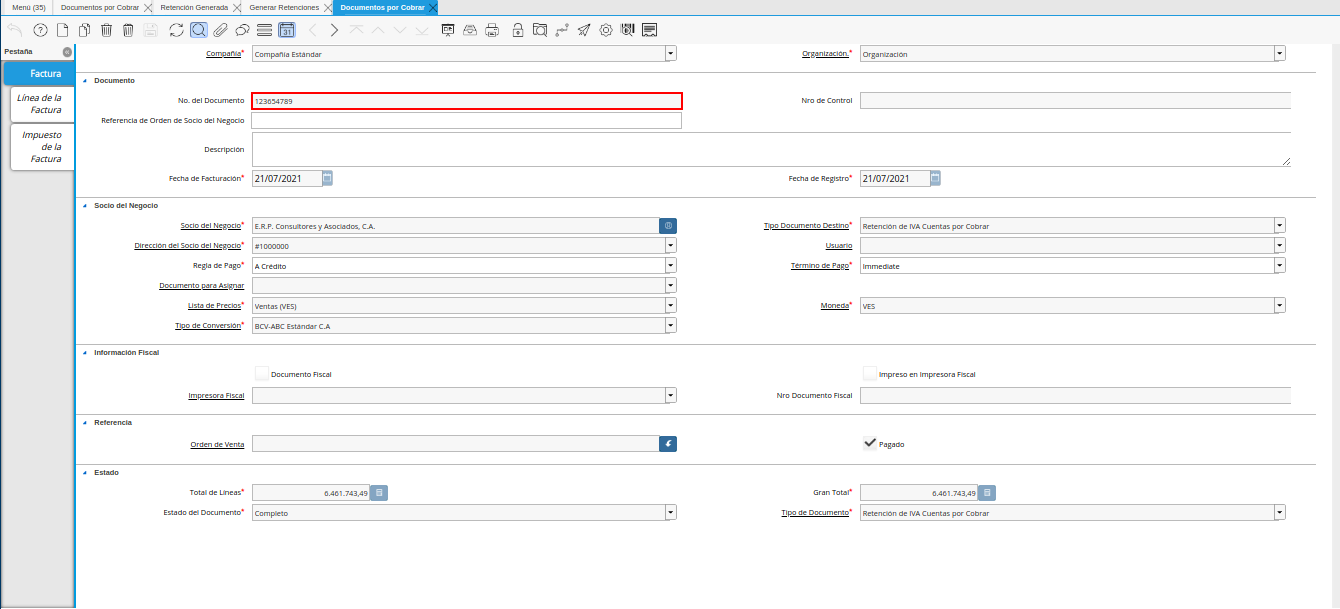 Menú (35) Documentos por Cobrar Retención Generada Generar Retenciones Documentos por Cobrar
31
Pestaña
Factura
Línea de la
Factura
Impuesto
de la
Factura
Compañía* Compañía Estándar Organización.* Organización
Documento
No. del Documento 123654789 Nro de Control
Referencia de Orden de Socio del Negocio
Descripción
Fecha de Facturación* 21/07/2021 Fecha de Registro* 21/07/2021
Socio del Negocio
Socio del Negocio* E.R.P. Consultores y Asociados, C.A. Tipo Documento Destino* Retención de IVA Cuentas por Cobrar
Dirección del Socio del Negocio* #1000000 Usuario
Regla de Pago* A Crédito Término de Pago* Immediate
Documento para Asignar
Lista de Precios* Ventas (VES) Moneda* VES
Tipo de Conversión* BCV-ABC Estándar C.A
Información Fiscal
Documento Fiscal Impreso en Impresora Fiscal
Impresora Fiscal Nro Documento Fiscal
Referencia
Orden de Venta Pagado
Estado
Total de Líneas* 6.461.743,49 Gran Total* 6.461.743,49
Estado del Documento* Completo Tipo de Documento* Retención de IVA Cuentas por Cobrar